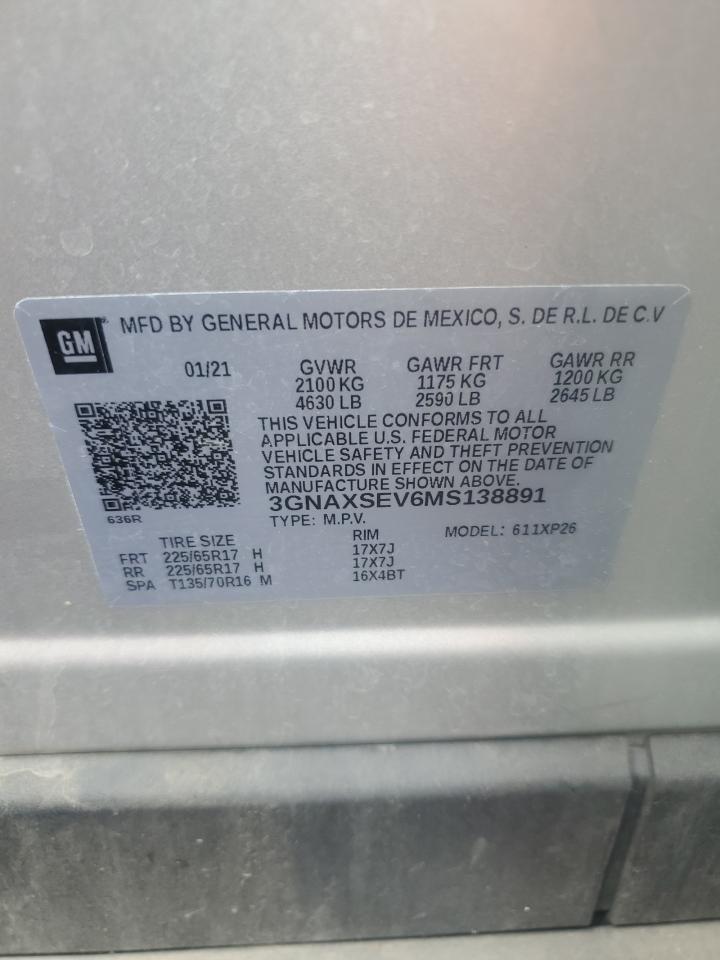 GM MFD BY GENERAL MOTORS DE MEXICO, S. DE R.L. DE C.V
01/21 GVWR GAWR FRT GAWR RR
2100 KG 1175 KG 1200 KG
4630 LB 2590 LB 2645 LB
THIS VEHICLE CONFORMS TO ALL
APPLICABLE U.S. FEDERAL MOTOR
VEHICLE SAFETY AND THEFT PREVENTION
STANDARDS IN EFFECT ON THE DATE OF
MANUFACTURE SHOWN ABOVE.
3GNAXSEV6MS138891
636R TYPE: M.P.V. MODEL: 611XP26
TIRE SIZE RIM
FRT 225/65R17 H 17X7J
RR 225/65R17 H 17X7J
SPA T135/70R16 M 16X4BT